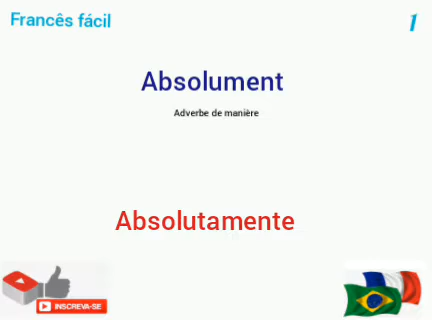 Francês fácil
1
Absolument
Adverbe de manière
Absolutamente
INSCREVA-SE